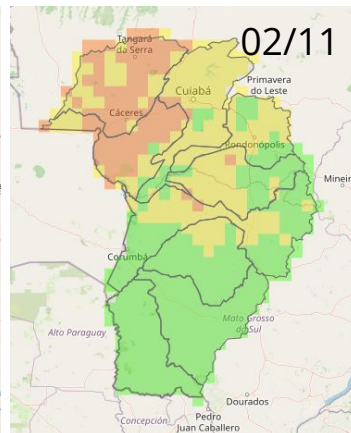 02/11
Tangará
da Serra
Primavera
do Leste
Cuiabá
Cáceres
Rondonópolis
Corumbá
Mato Grosso
do Sul
Alto Paraguay
Dourados
Concepción
Pedro
Juan Caballero